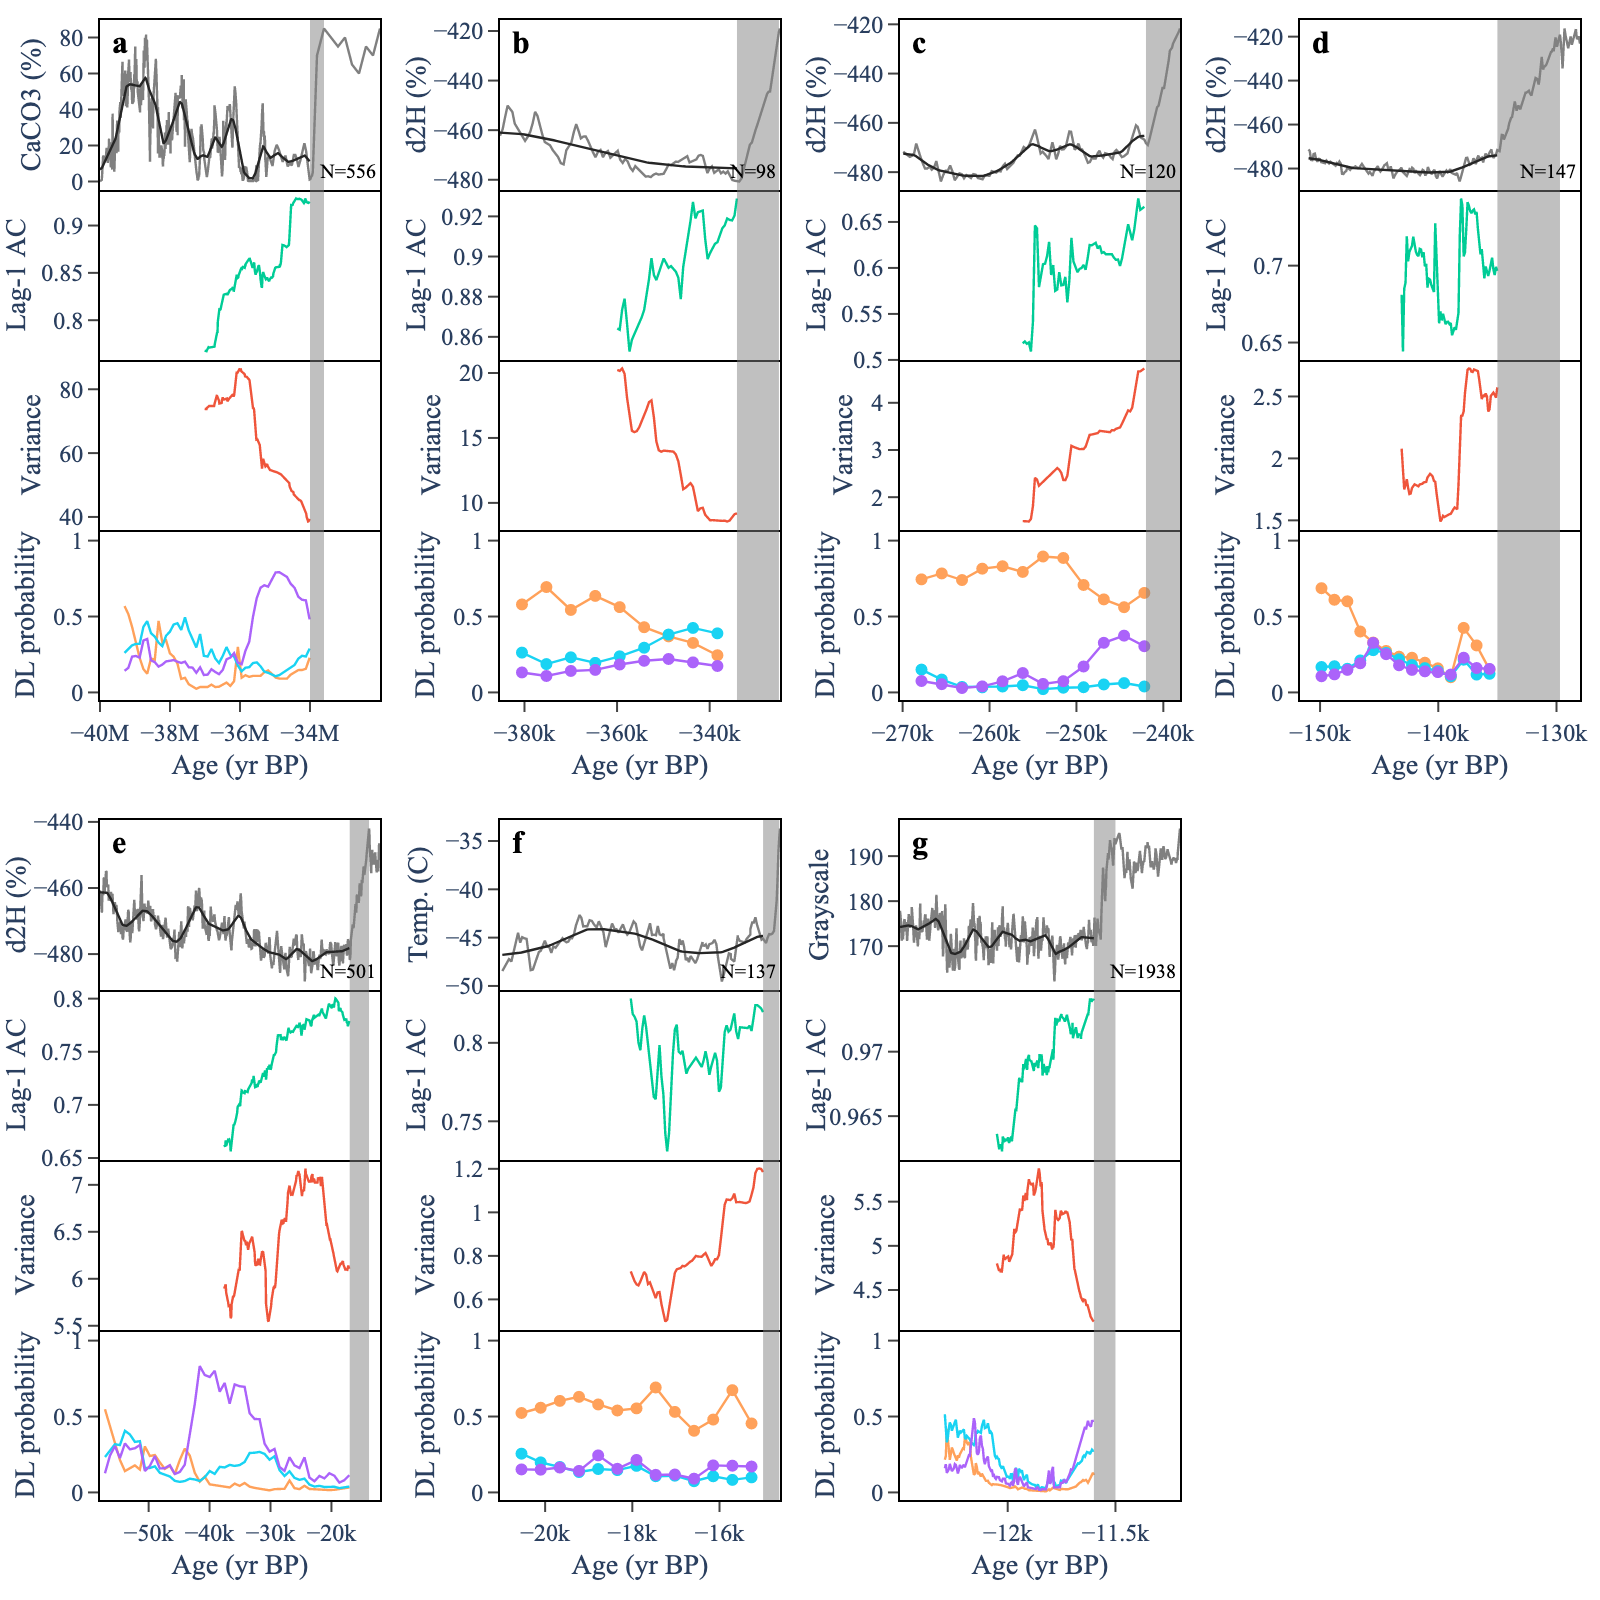 a
CaCO3 (%)
80
60
40
20
0
N=556
Lag-1 AC
0.9
0.85
0.8
Variance
80
60
40
DL probability
1
0.5
0
−40M −38M −36M −34M
Age (yr BP)
b
d2H (%)
−420
−440
−460
−480
N=98
Lag-1 AC
0.92
0.9
0.88
0.86
Variance
20
15
10
DL probability
1
0.5
0
−380k −360k −340k
Age (yr BP)
c
d2H (%)
−420
−440
−460
−480
N=120
Lag-1 AC
0.65
0.6
0.55
0.5
Variance
4
3
2
DL probability
1
0.5
0
−270k −260k −250k −240k
Age (yr BP)
d
d2H (%)
−420
−440
−460
−480
N=147
Lag-1 AC
0.7
0.65
Variance
2.5
2
1.5
DL probability
1
0.5
0
−150k −140k −130k
Age (yr BP)
e
d2H (%)
−440
−460
−480
N=501
Lag-1 AC
0.8
0.75
0.7
0.65
Variance
7
6.5
6
5.5
DL probability
1
0.5
0
−50k −40k −30k −20k
Age (yr BP)
f
Temp. (C)
−35
−40
−45
−50
N=137
Lag-1 AC
0.8
0.75
Variance
1.2
1
0.8
0.6
DL probability
1
0.5
0
−20k −18k −16k
Age (yr BP)
g
Grayscale
190
180
170
N=1938
Lag-1 AC
0.97
0.965
Variance
5.5
5
4.5
DL probability
1
0.5
0
−12k −11.5k
Age (yr BP)